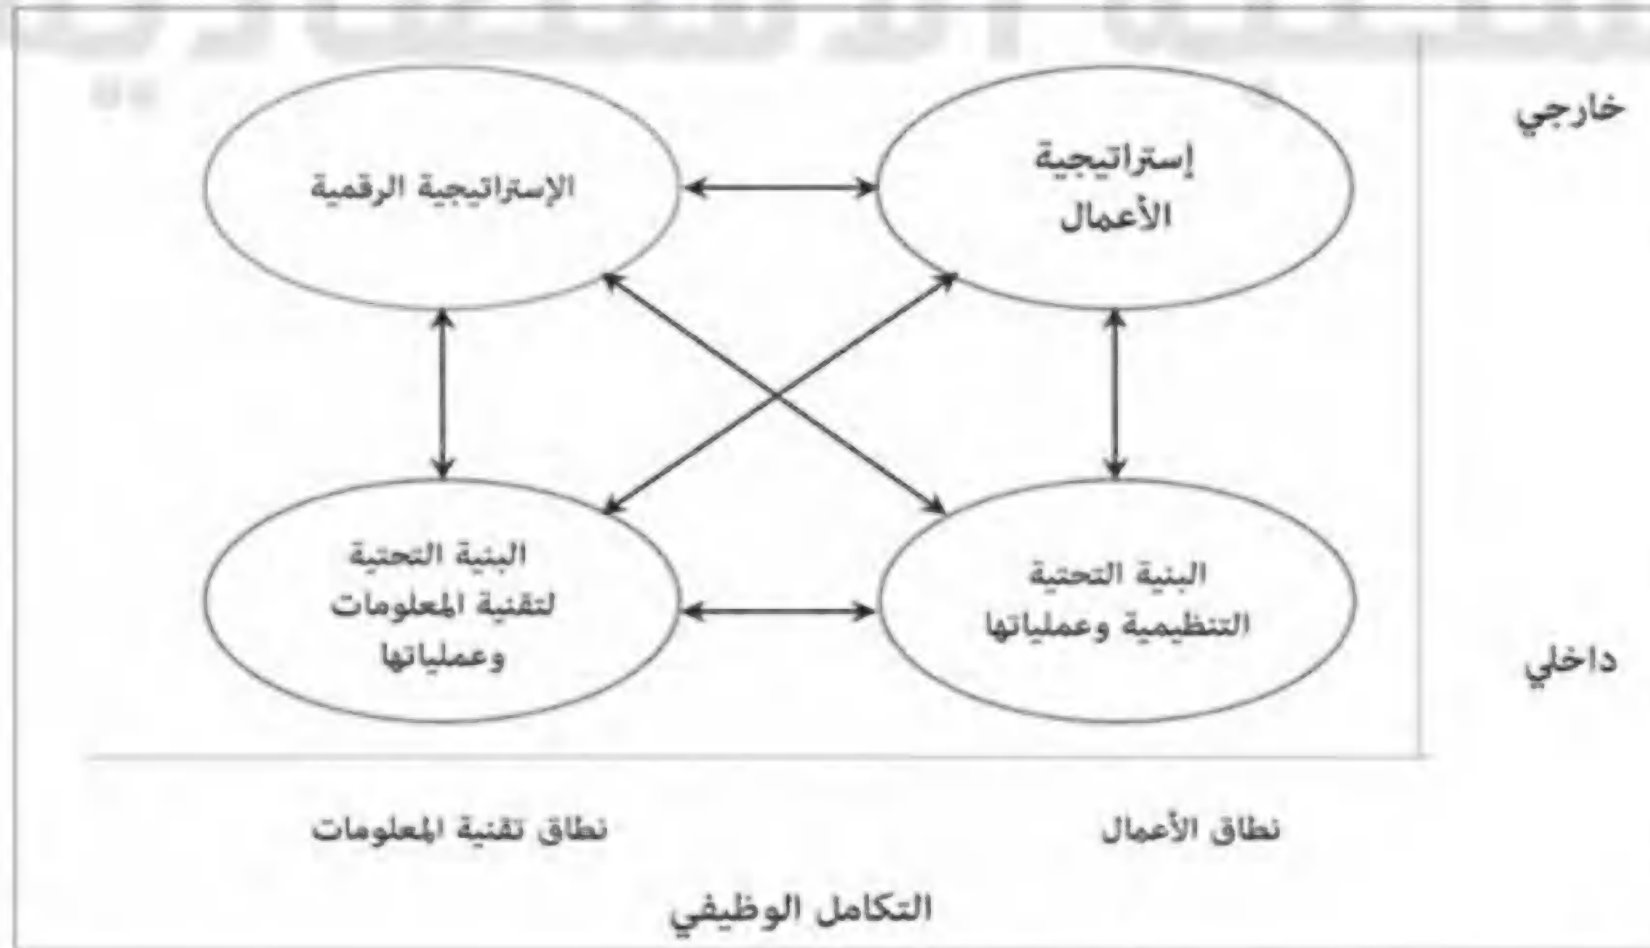 خارجي
إستراتيجية
الأعمال
الإستراتيجية الرقمية
البنية التحتية
التنظيمية وعملياتها
البنية التحتية
لتقنية المعلومات
وعملياتها
داخلي
نطاق الأعمال
نطاق تقنية المعلومات
التكامل الوظيفي